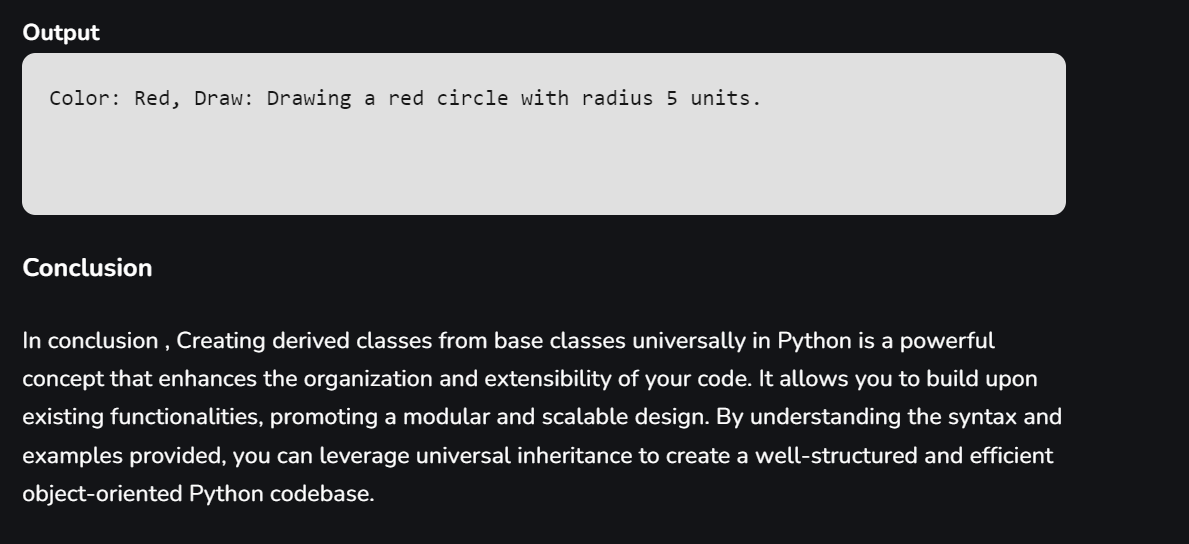 Output
Color: Red, Draw: Drawing a red circle with radius 5 units.
Conclusion
In conclusion , Creating derived classes from base classes universally in Python is a powerful
concept that enhances the organization and extensibility of your code. It allows you to build upon
existing functionalities, promoting a modular and scalable design. By understanding the syntax and
examples provided, you can leverage universal inheritance to create a well-structured and efficient
object-oriented Python codebase.